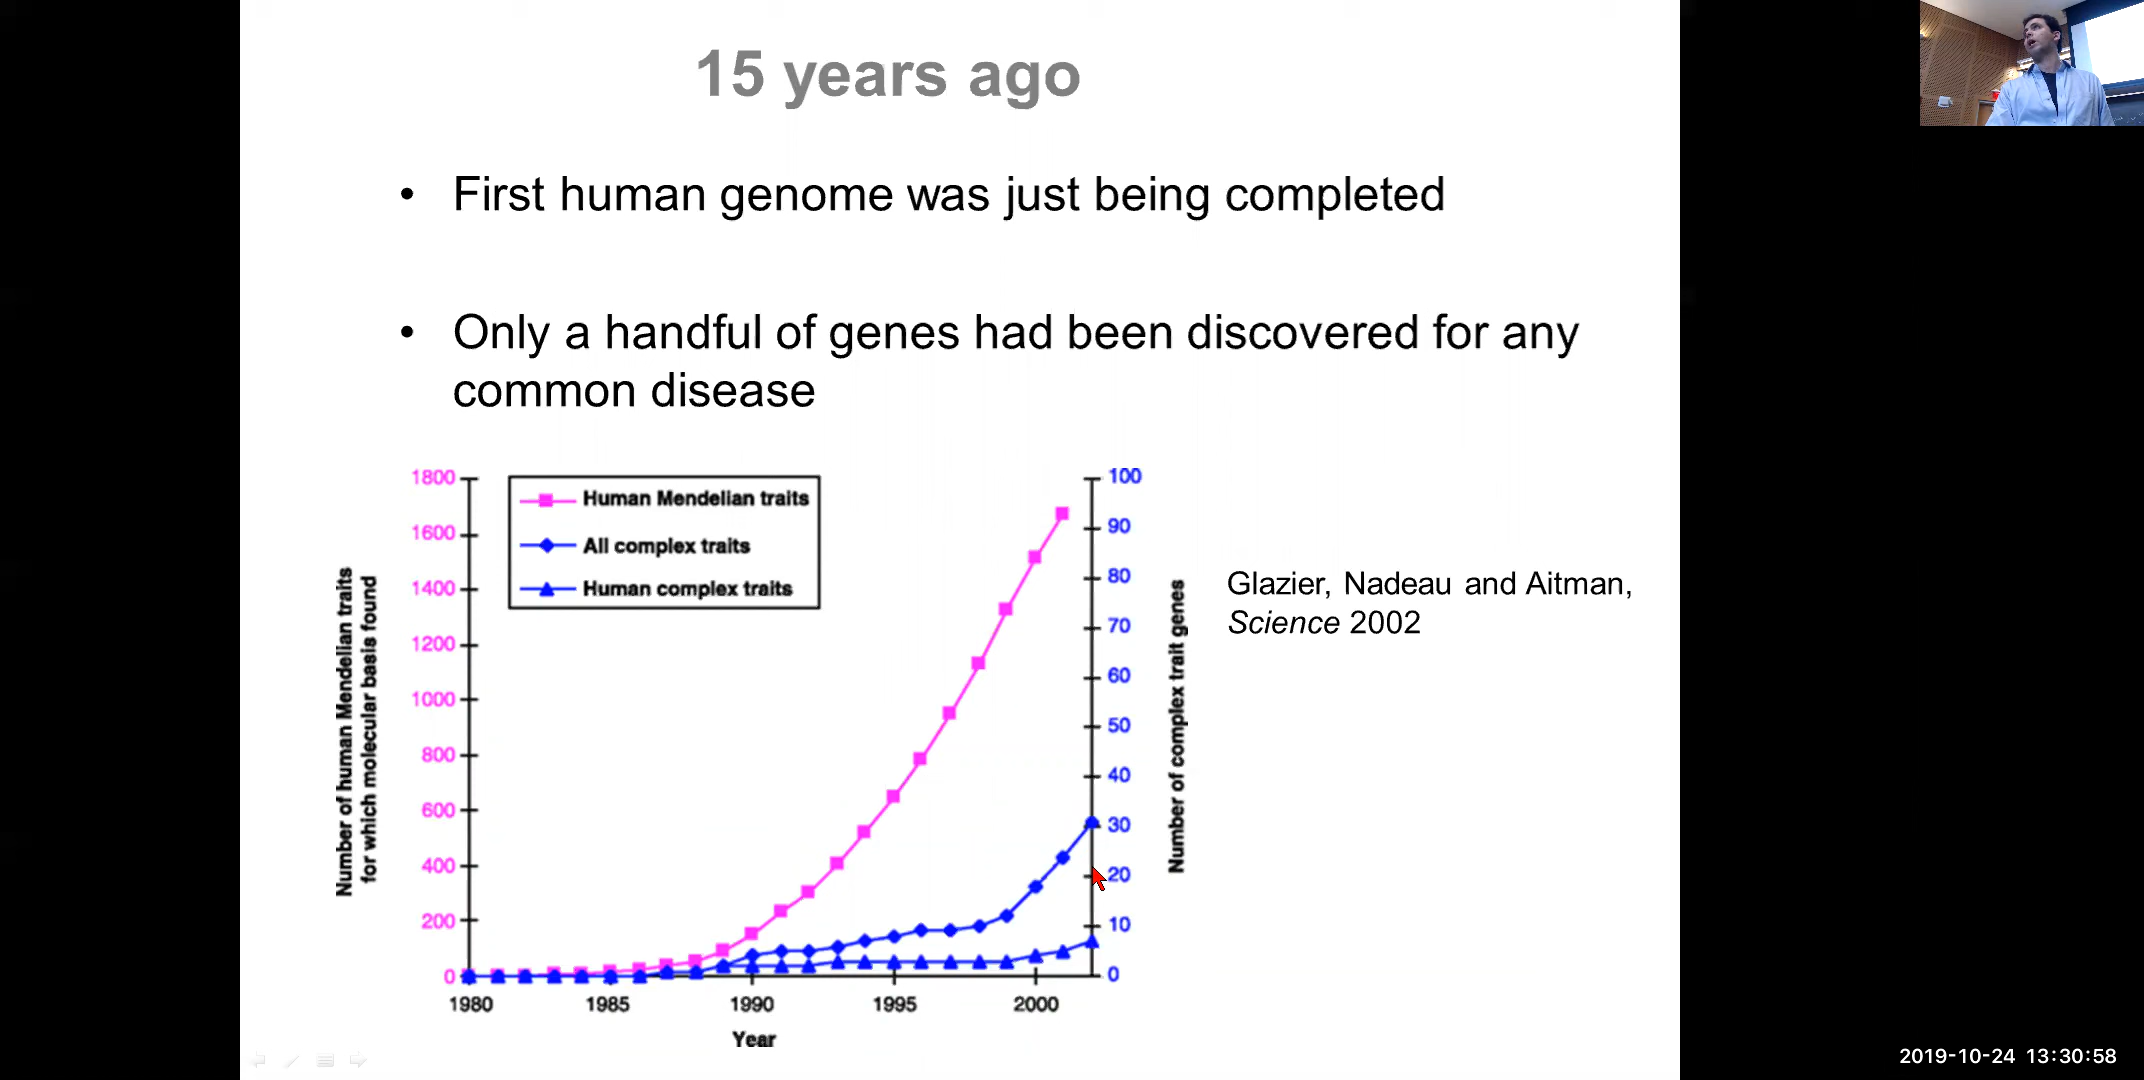 15 years ago
• First human genome was just being completed
• Only a handful of genes had been discovered for any
common disease
1800
1600
1400
1200
1000
800
600
400
200
0
Number of human Mendelian traits
for which molecular basis found
Human Mendelian traits
All complex traits
Human complex traits
100
90
80
70
60
50
40
30
20
10
0
Number of complex trait genes
1980
1985
1990
1995
2000
Year
Glazier, Nadeau and Aitman,
Science 2002
2019-10-24 13:30:58